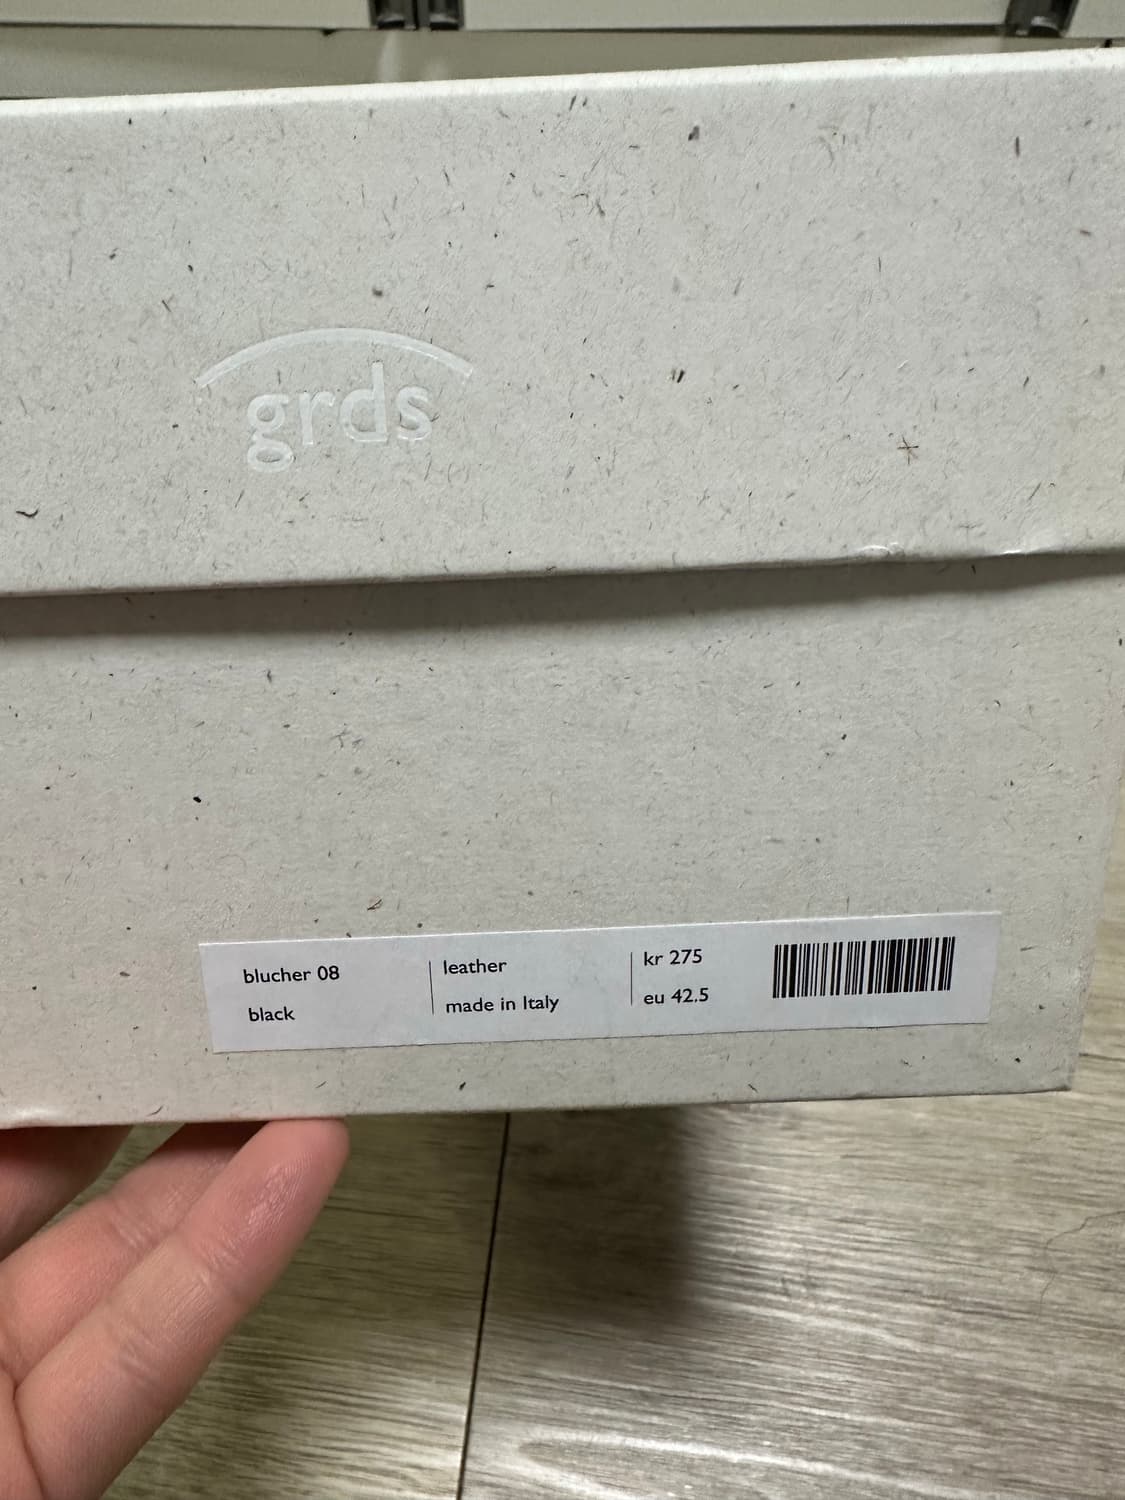 grds
blucher 08
black
leather
made in Italy
kr 275
eu 42.5